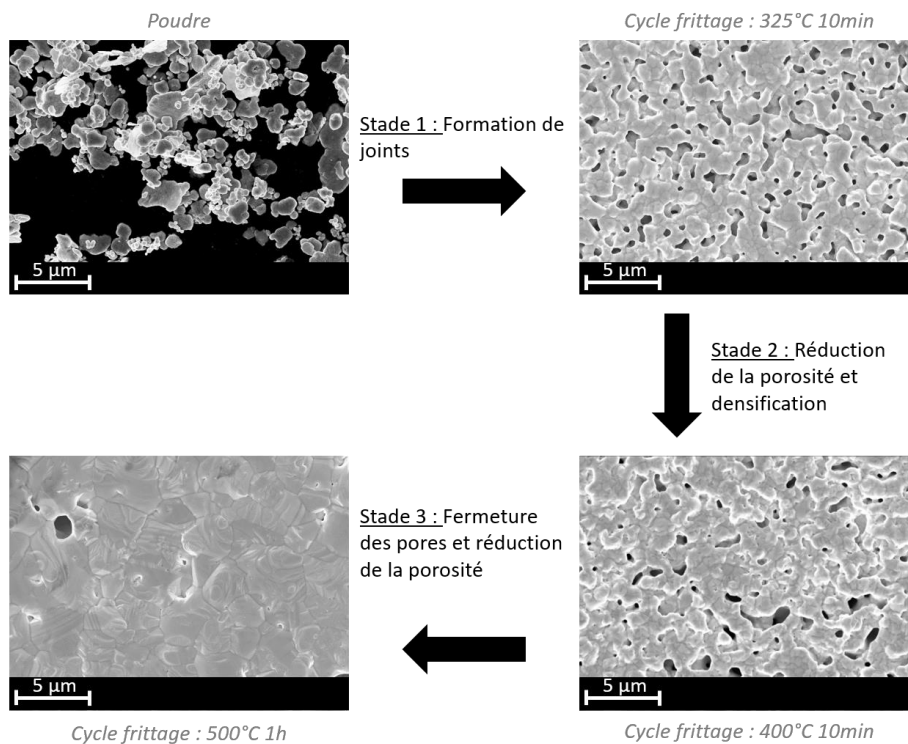 Poudre
Cycle frittage : 325°C 10min
5 µm
Stade 1 : Formation de
joints
5 µm
Stade 2 : Réduction
de la porosité et
densification
5 µm
Stade 3 : Fermeture
des pores et réduction
de la porosité
5 µm
Cycle frittage : 500°C 1h
Cycle frittage : 400°C 10min